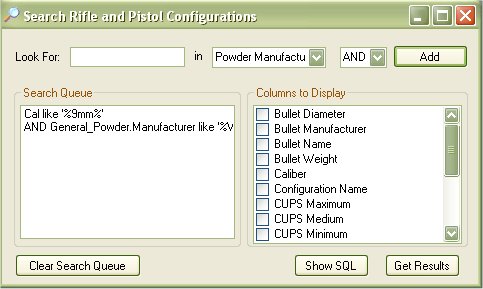 Search Rifle and Pistol Configurations
Look For: in Powder Manufactu AND Add
Search Queue
Cal like '%9mm%'
AND General_Powder.Manufacturer like '%V
Columns to Display
Bullet Diameter
Bullet Manufacturer
Bullet Name
Bullet Weight
Caliber
Configuration Name
CUPS Maximum
CUPS Medium
CUPS Minimum
Clear Search Queue
Show SQL
Get Results